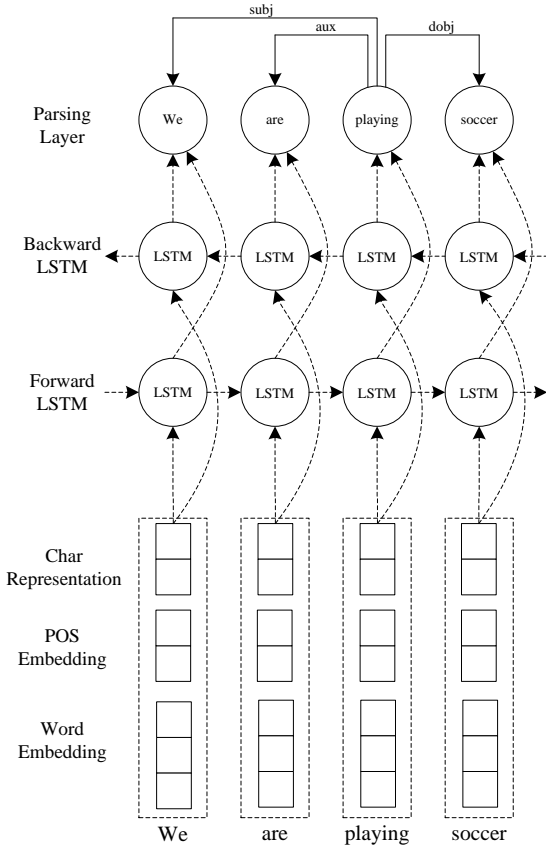 subj
aux
dobj
Parsing
Layer
We
are
playing
soccer
Backward
LSTM
LSTM
LSTM
LSTM
LSTM
Forward
LSTM
LSTM
LSTM
LSTM
LSTM
Char
Representation
POS
Embedding
Word
Embedding
We
are
playing
soccer